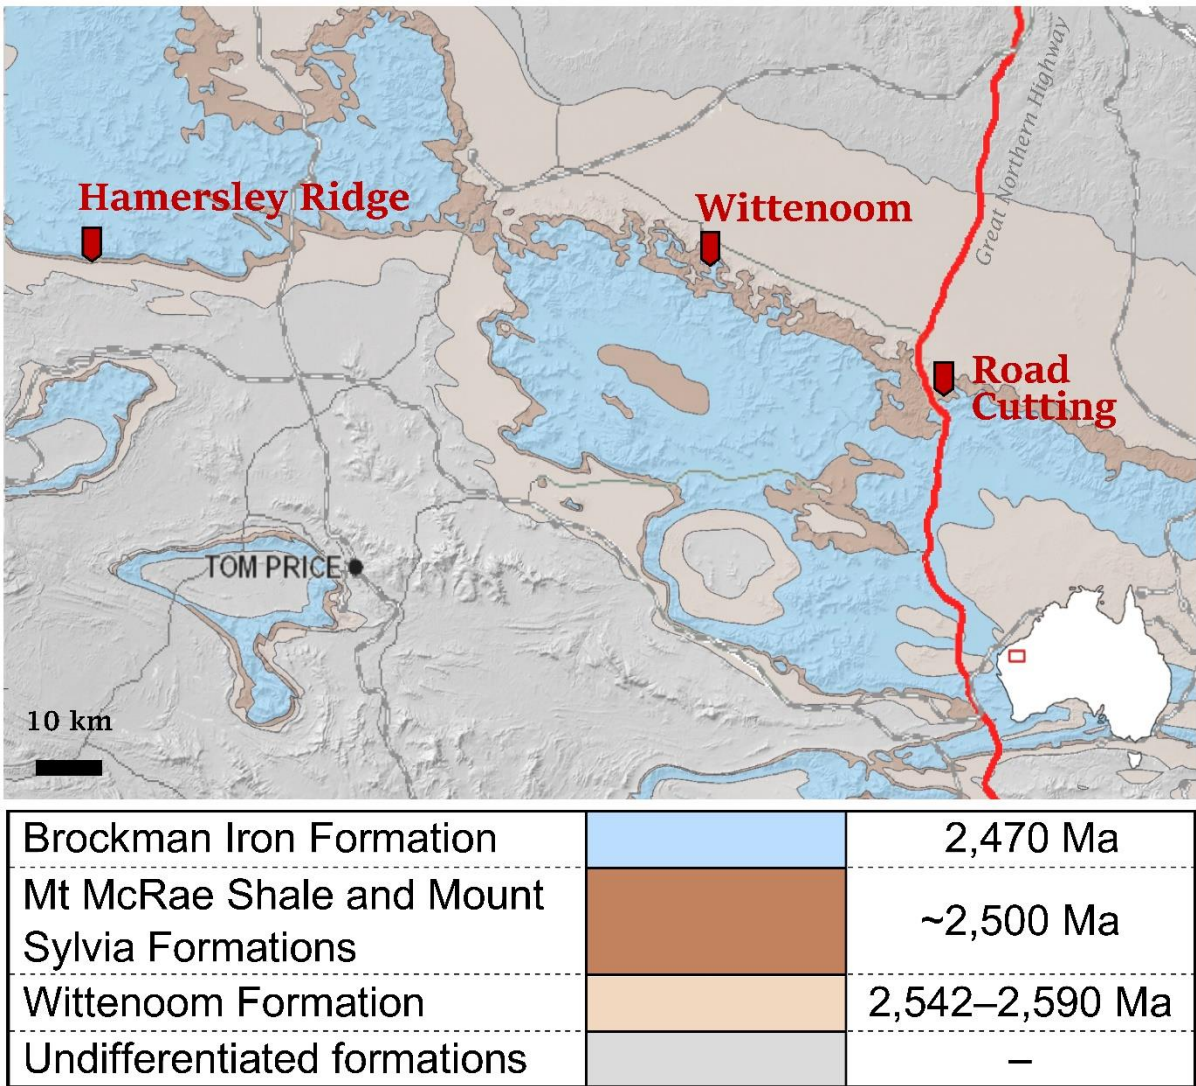 Great Northern Highway
Hamersley Ridge
Wittenoom
Road
Cutting
TOM PRICE
10 km
Brockman Iron Formation 2,470 Ma
Mt McRae Shale and Mount
Sylvia Formations ~2,500 Ma
Wittenoom Formation 2,542–2,590 Ma
Undifferentiated formations –